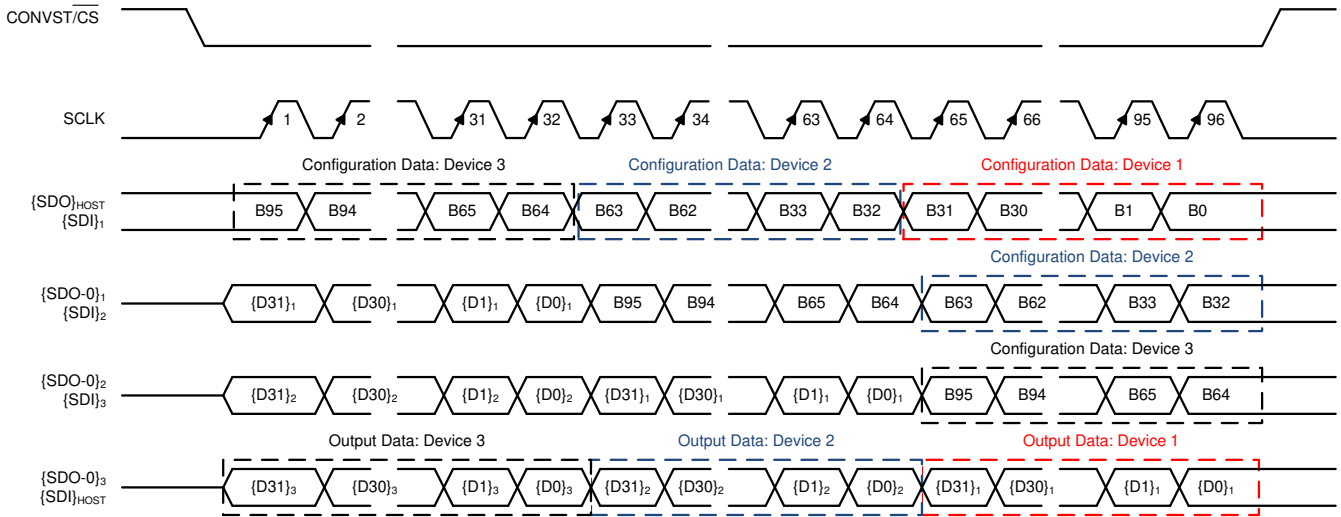 CONVST/CS
SCLK
1 2 31 32 33 34 63 64 65 66 95 96
Configuration Data: Device 3 Configuration Data: Device 2 Configuration Data: Device 1
{SDO}HOST
{SDI}1
B95 B94 B65 B64 B63 B62 B33 B32 B31 B30 B1 B0
Configuration Data: Device 2
{SDO-0}1
{SDI}2
{D31}1 {D30}1 {D1}1 {D0}1 B95 B94 B65 B64 B63 B62 B33 B32
Configuration Data: Device 3
{SDO-0}2
{SDI}3
{D31}2 {D30}2 {D1}2 {D0}2 {D31}1 {D30}1 {D1}1 {D0}1 B95 B94 B65 B64
Output Data: Device 3 Output Data: Device 2 Output Data: Device 1
{SDO-0}3
{SDI}HOST
{D31}3 {D30}3 {D1}3 {D0}3 {D31}2 {D30}2 {D1}2 {D0}2 {D31}1 {D30}1 {D1}1 {D0}1